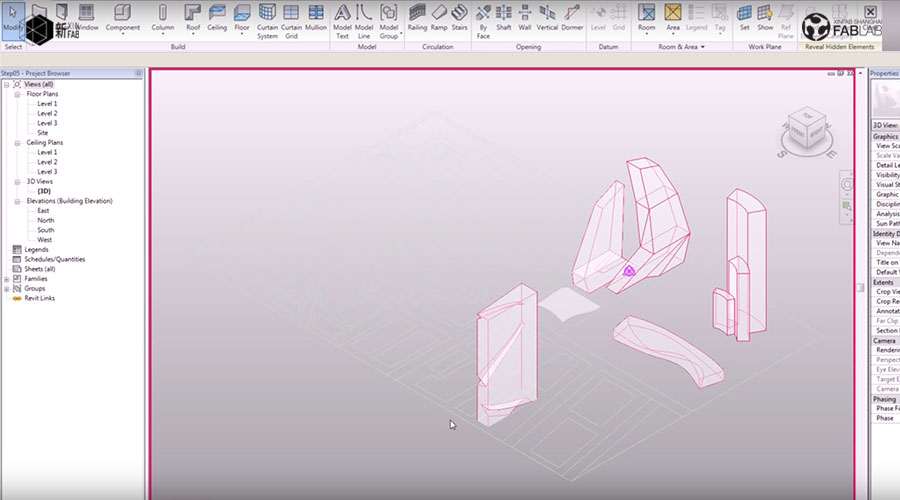 Modify
Window
Component
Column
Roof
Ceiling
Floor
Curtain System
Curtain Grid
Mullion
Model Text
Model Line
Model Group
Railing
Ramp
Stairs
By Face
Shaft
Wall
Vertical
Dormer
Level
Grid
Room
Area
Set
Show
Ref Plane
新
XIN
FAB
XINFAB SHANGHAI
FABLAB
Select
Build
Model
Circulation
Opening
Datum
Room & Area
Work Plane
Reveal Hidden Elements
Step05 - Project Browser
Views (all)
Floor Plans
Level 1
Level 2
Level 3
Site
Ceiling Plans
Level 1
Level 2
Level 3
3D Views
{3D}
Elevations (Building Elevation)
East
North
South
West
Legends
Schedules/Quantities
Sheets (all)
Families
Groups
Revit Links
TOP
FRONT
RIGHT
S
E
Properties
3D View:
Graphics
View Sca
Scale Va
Detail Le
Visibility
Visual St
Graphic
Disciplin
Analysis
Sun Path
Identity D
View Na
Depende
Title on
Default V
Extents
Crop Vie
Crop Re
Annotat
Far Clip
Section
Camera
Renderin
Perspect
Eye Elev
Target E
Camera
Phasing
Phase Fi
Phase